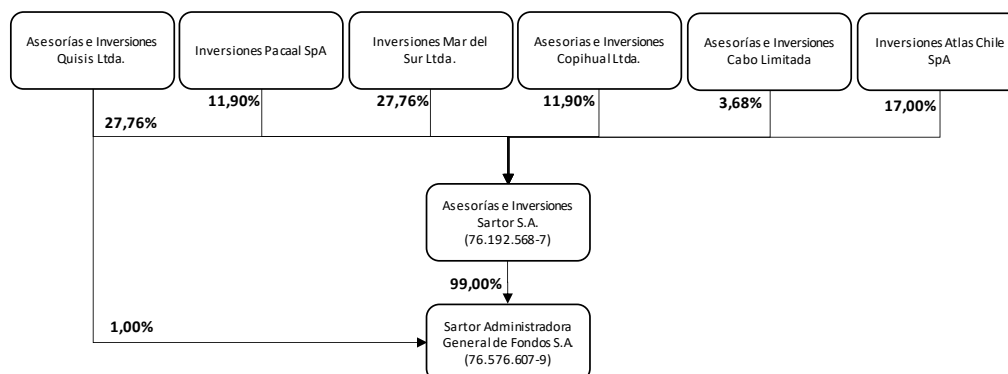 Asesorías e Inversiones
Quisis Ltda.
Inversiones Pacaal SpA
Inversiones Mar del
Sur Ltda.
Asesorias e Inversiones
Copihual Ltda.
Asesorías e Inversiones
Cabo Limitada
Inversiones Atlas Chile
SpA
27,76%
11,90%
27,76%
11,90%
3,68%
17,00%
Asesorías e Inversiones
Sartor S.A.
(76.192.568-7)
99,00%
1,00%
Sartor Administradora
General de Fondos S.A.
(76.576.607-9)